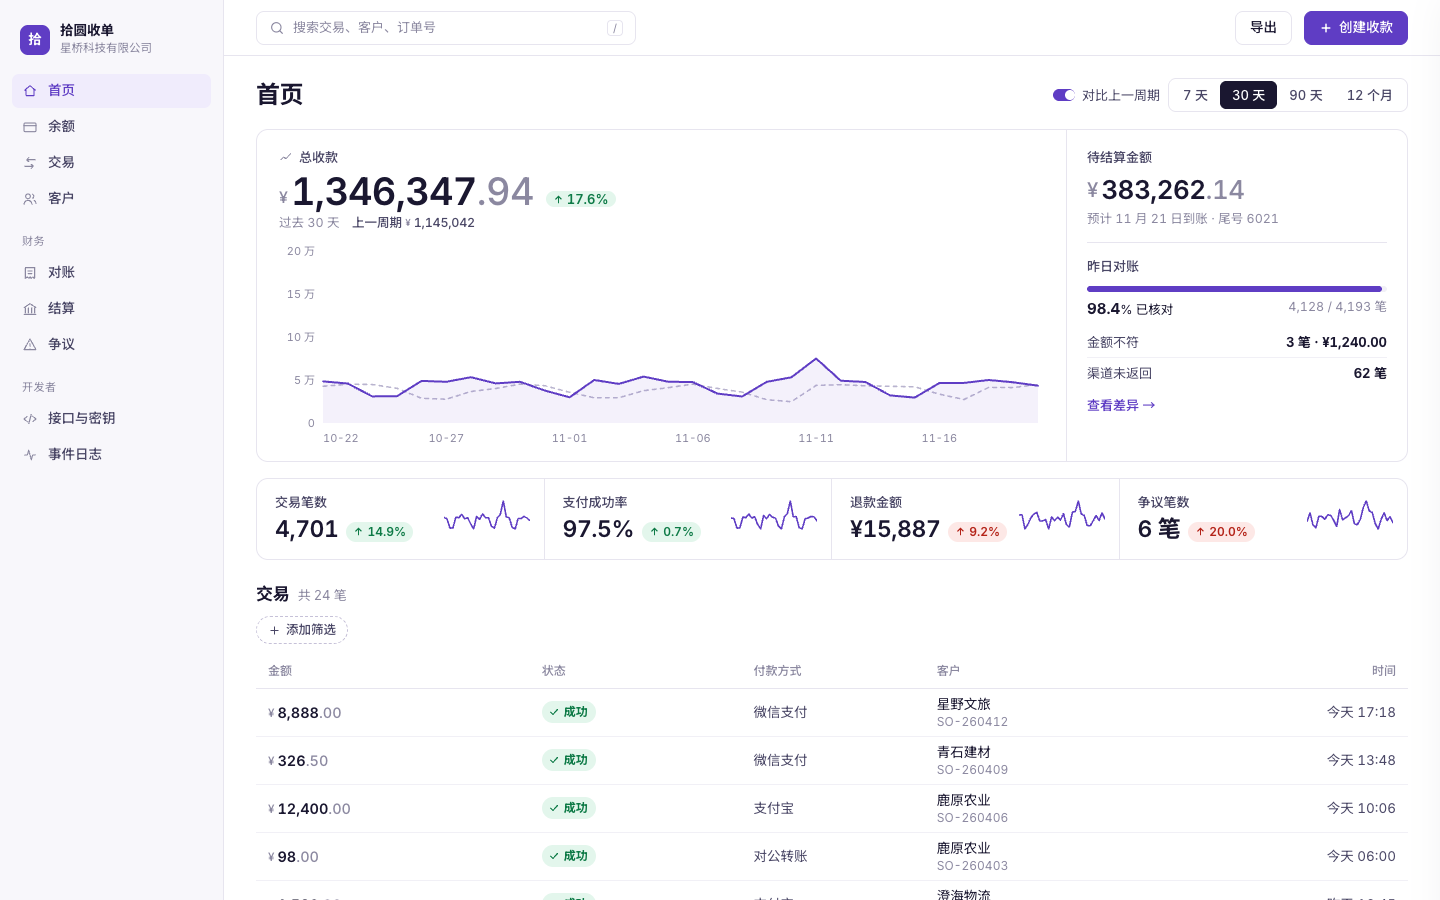 拾
拾圆收单
星桥科技有限公司
首页
余额
交易
客户
财务
对账
结算
争议
开发者
接口与密钥
事件日志
搜索交易、客户、订单号
/
导出
创建收款
首页
对比上一周期
7 天
30 天
90 天
12 个月
总收款
¥1,346,347.94
↑ 17.6%
过去 30 天 上一周期 ¥ 1,145,042
20 万
15 万
10 万
5 万
0
10-22
10-27
11-01
11-06
11-11
11-16
待结算金额
¥383,262.14
预计 11 月 21 日到账 · 尾号 6021
昨日对账
98.4% 已核对
4,128 / 4,193 笔
金额不符
3 笔 · ¥1,240.00
渠道未返回
62 笔
查看差异 →
交易笔数
4,701
↑ 14.9%
支付成功率
97.5%
↑ 0.7%
退款金额
¥15,887
↑ 9.2%
争议笔数
6 笔
↑ 20.0%
交易 共 24 笔
添加筛选
金额 状态 付款方式 客户 时间
¥ 8,888.00 成功 微信支付 星野文旅 今天 17:18
SO-260412
¥ 326.50 成功 微信支付 青石建材 今天 13:48
SO-260409
¥ 12,400.00 成功 支付宝 鹿原农业 今天 10:06
SO-260406
¥ 98.00 成功 对公转账 鹿原农业 今天 06:00
SO-260403
澄海物流